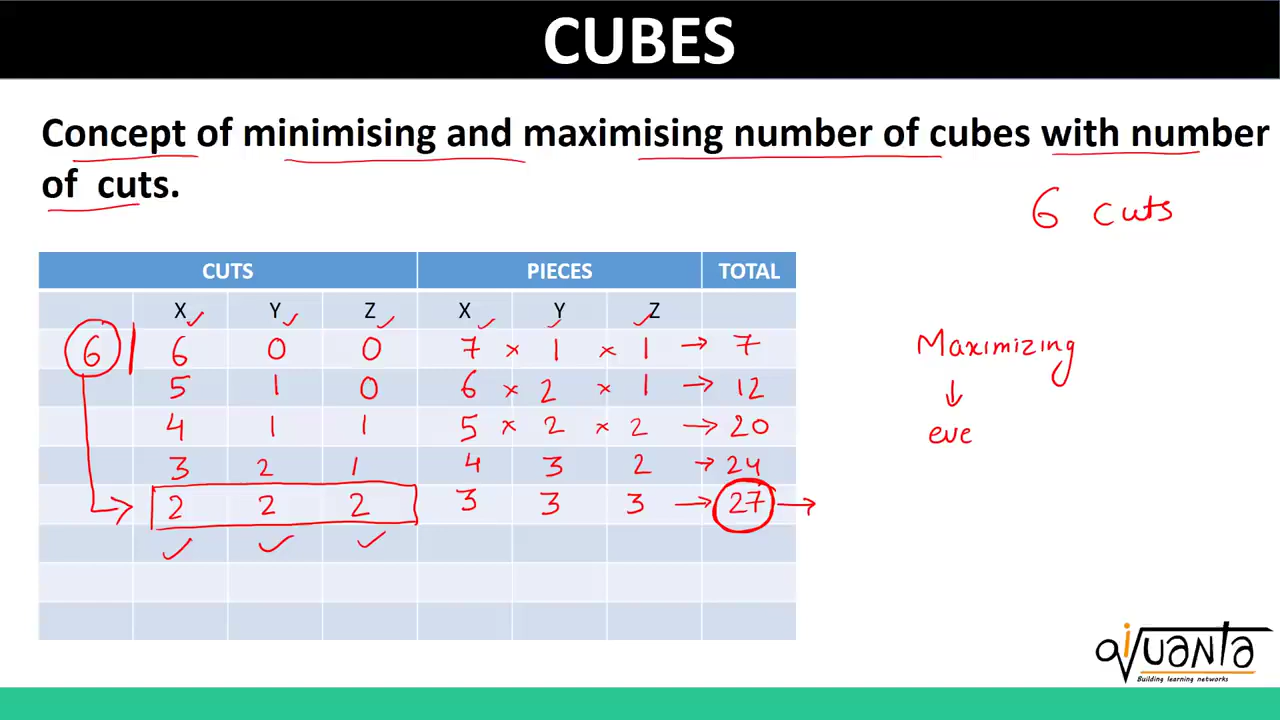 CUBES
Concept of minimising and maximising number of cubes with number
of cuts.
6 cuts
CUTS PIECES TOTAL
X Y Z X Y Z
6 6 0 0 7 × 1 × 1 → 7
5 1 0 6 × 2 × 1 → 12
4 1 1 5 × 2 × 2 → 20
3 2 1 4 3 2 → 24
2 2 2 3 3 3 → 27 →
Maximizing
↓
eve
qiuanta
Building learning networks